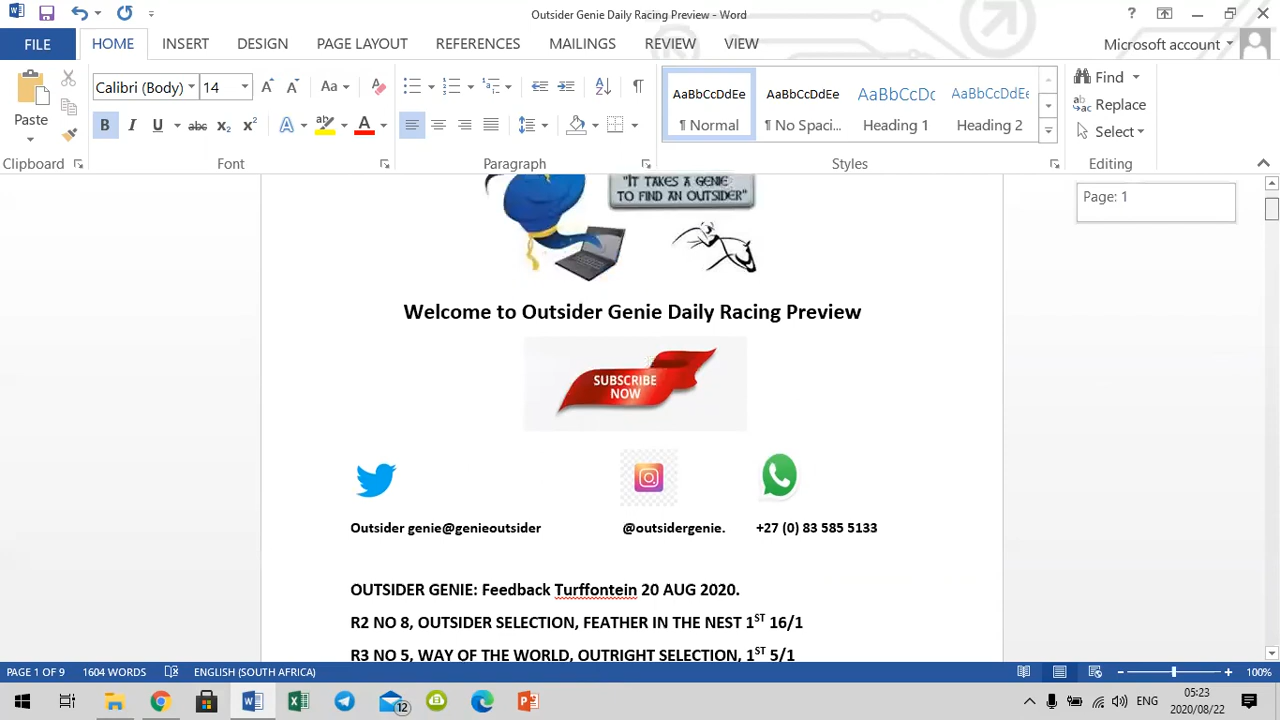 Outsider Genie Daily Racing Preview - Word
?
FILE
HOME
INSERT
DESIGN
PAGE LAYOUT
REFERENCES
MAILINGS
REVIEW
VIEW
Microsoft account
Paste
Clipboard
Calibri (Body)
14
Aa
B I U abc x₂ x² A A
Font
Paragraph
AaBbCcDdEe
¶ Normal
AaBbCcDdEe
¶ No Spaci...
AaBbCcDc
Heading 1
AaBbCcDdEe
Heading 2
Styles
Find
Replace
Select
Editing
Page: 1
"IT TAKES A GENIE
TO FIND AN OUTSIDER"
Welcome to Outsider Genie Daily Racing Preview
SUBSCRIBE
NOW
Outsider genie@genieoutsider @outsidergenie. +27 (0) 83 585 5133
OUTSIDER GENIE: Feedback Turffontein 20 AUG 2020.
R2 NO 8, OUTSIDER SELECTION, FEATHER IN THE NEST 1ST 16/1
R3 NO 5, WAY OF THE WORLD, OUTRIGHT SELECTION, 1ST 5/1
PAGE 1 OF 9 1604 WORDS ENGLISH (SOUTH AFRICA) 100%
12
ENG
05:23
2020/08/22